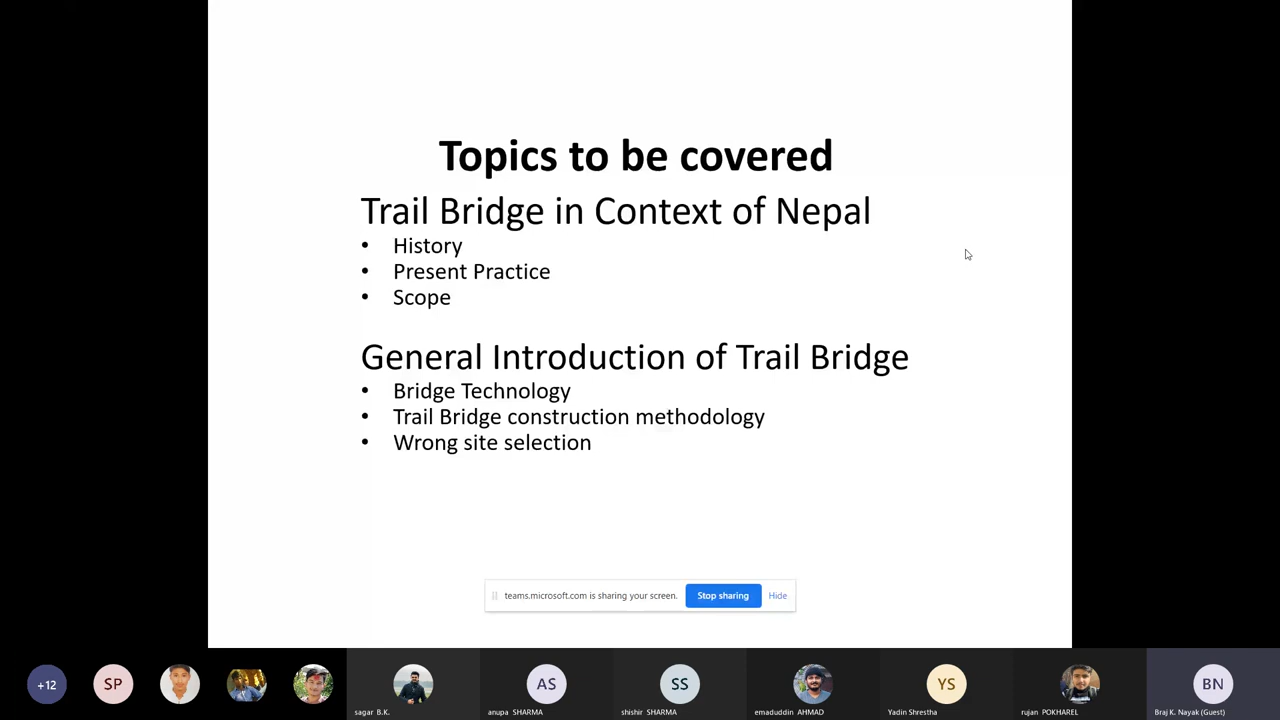 Topics to be covered
Trail Bridge in Context of Nepal
• History
• Present Practice
• Scope
General Introduction of Trail Bridge
• Bridge Technology
• Trail Bridge construction methodology
• Wrong site selection
teams.microsoft.com is sharing your screen. Stop sharing Hide
+12 SP AS SS YS BN
sagar B.K. anupa SHARMA shishir SHARMA emaduddin AHMAD Yadin Shrestha rujan POKHAREL Braj K. Nayak (Guest)